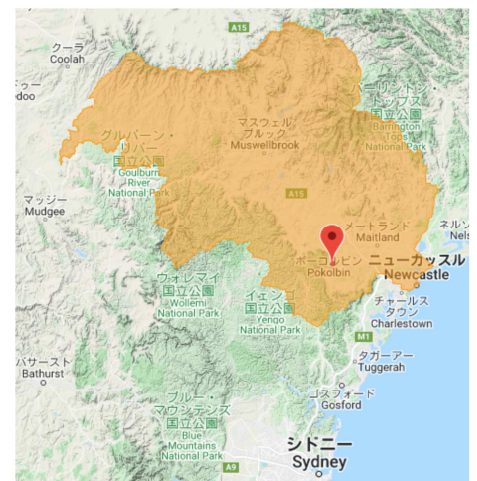 A15
クーラ
Coolah
ゥー
doo
バーリントン・
トップス
国立公園
Barrington
Tops
National Park
マスウェル
ブルック
Muswellbrook
グルバーン・
リバー
国立公園
Goulburn
River
National Park
A15
マッジー
Mudgee
メートランド
Maitland
ネルソ
Nels
ポーコルビン
Pokolbin
ニューカッスル
Newcastle
ウォレマイ
国立公園
Wollemi
National Park
イェンゴ
国立公園
Yengo
National Park
チャールス
タウン
Charlestown
M1
バサースト
Bathurst
タガーアー
Tuggerah
ゴスフォード
Gosford
ブルー・
マウンテンズ
国立公園
Blue
Mountains
National Park
シドニー
Sydney
A9